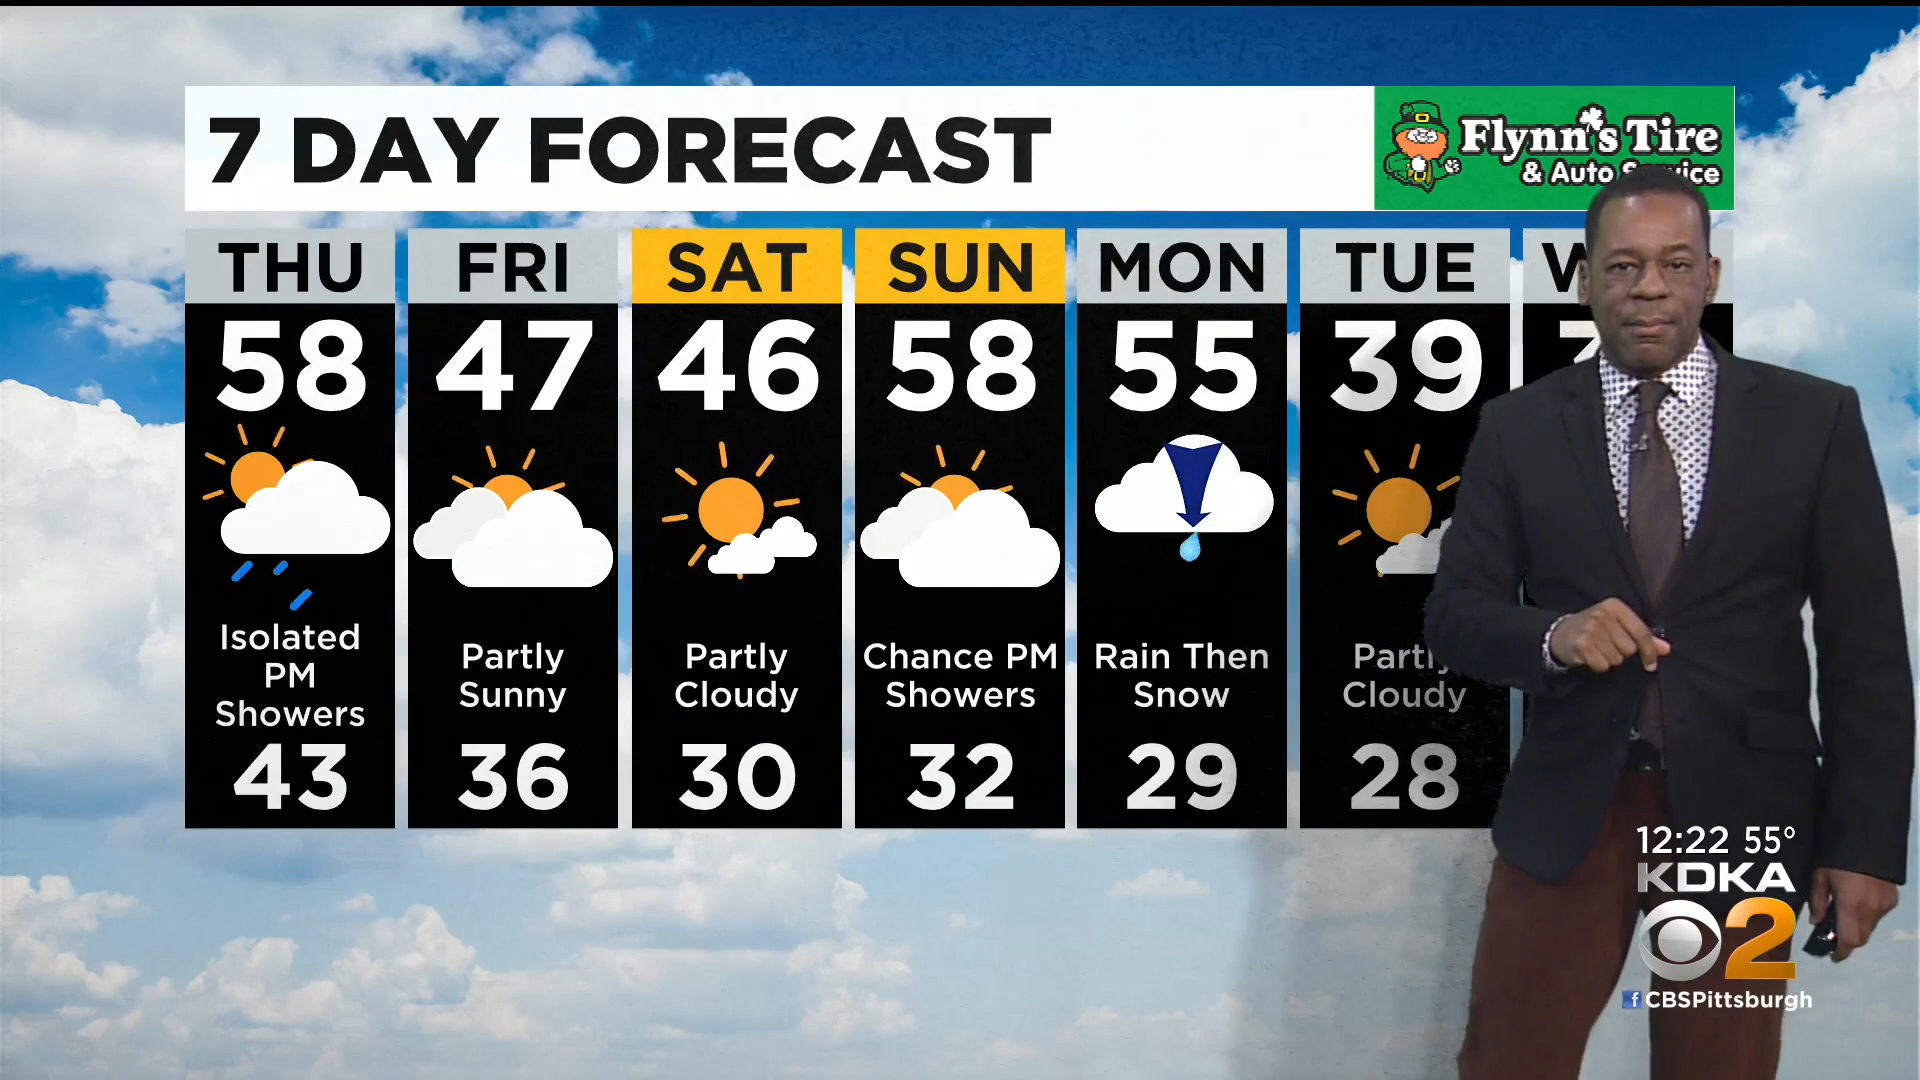 7 DAY FORECAST
Flynn's Tire
& Auto Service
THU
58
Isolated
PM
Showers
43
FRI
47
Partly
Sunny
36
SAT
46
Partly
Cloudy
30
SUN
58
Chance PM
Showers
32
MON
55
Rain Then
Snow
29
TUE
39
Partly
Cloudy
28
12:22 55°
KDKA
2
f CBSPittsburgh